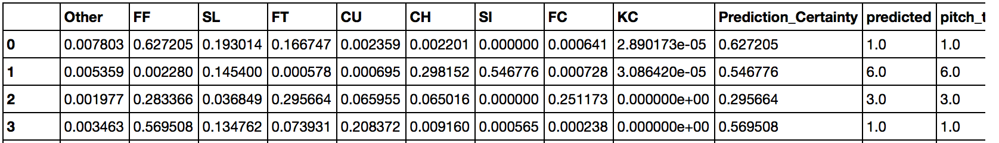 Other FF SL FT CU CH SI FC KC Prediction_Certainty predicted pitch_t
0 0.007803 0.627205 0.193014 0.166747 0.002359 0.002201 0.000000 0.000641 2.890173e-05 0.627205 1.0 1.0
1 0.005359 0.002280 0.145400 0.000578 0.000695 0.298152 0.546776 0.000728 3.086420e-05 0.546776 6.0 6.0
2 0.001977 0.283366 0.036849 0.295664 0.065955 0.065016 0.000000 0.251173 0.000000e+00 0.295664 3.0 3.0
3 0.003463 0.569508 0.134762 0.073931 0.208372 0.009160 0.000565 0.000238 0.000000e+00 0.569508 1.0 1.0